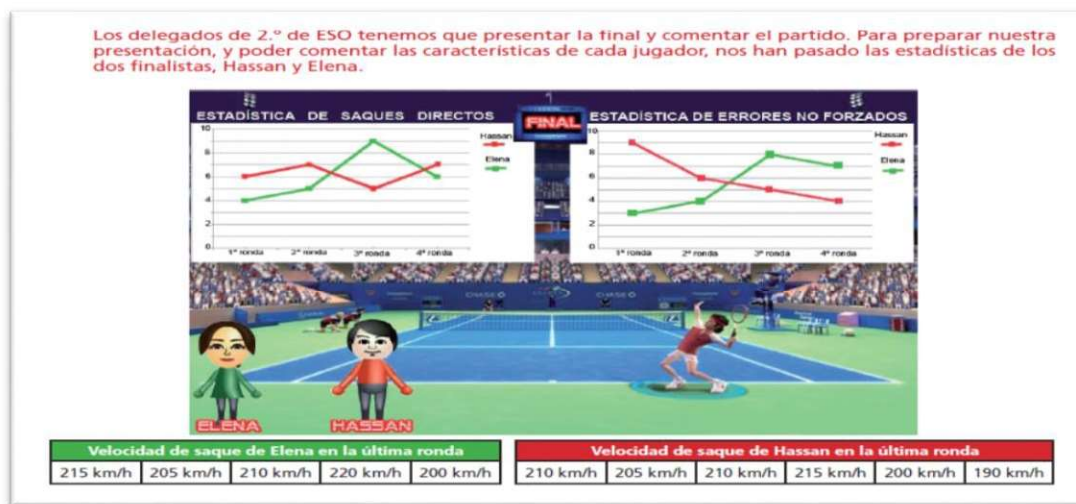 Los delegados de 2.º de ESO tenemos que presentar la final y comentar el partido. Para preparar nuestra
presentación, y poder comentar las características de cada jugador, nos han pasado las estadísticas de los
dos finalistas, Hassan y Elena.
ESTADÍSTICA DE SAQUES DIRECTOS
FINAL
ESTADÍSTICA DE ERRORES NO FORZADOS
10
8
6
4
2
0
Hassan
Elena
1ª ronda 2ª ronda 3ª ronda 4ª ronda
10
8
6
4
2
0
Hassan
Elena
1ª ronda 2ª ronda 3ª ronda 4ª ronda
CHASE
CHASE
ELENA
HASSAN
Velocidad de saque de Elena en la última ronda
215 km/h 205 km/h 210 km/h 220 km/h 200 km/h
Velocidad de saque de Hassan en la última ronda
210 km/h 205 km/h 210 km/h 215 km/h 200 km/h 190 km/h